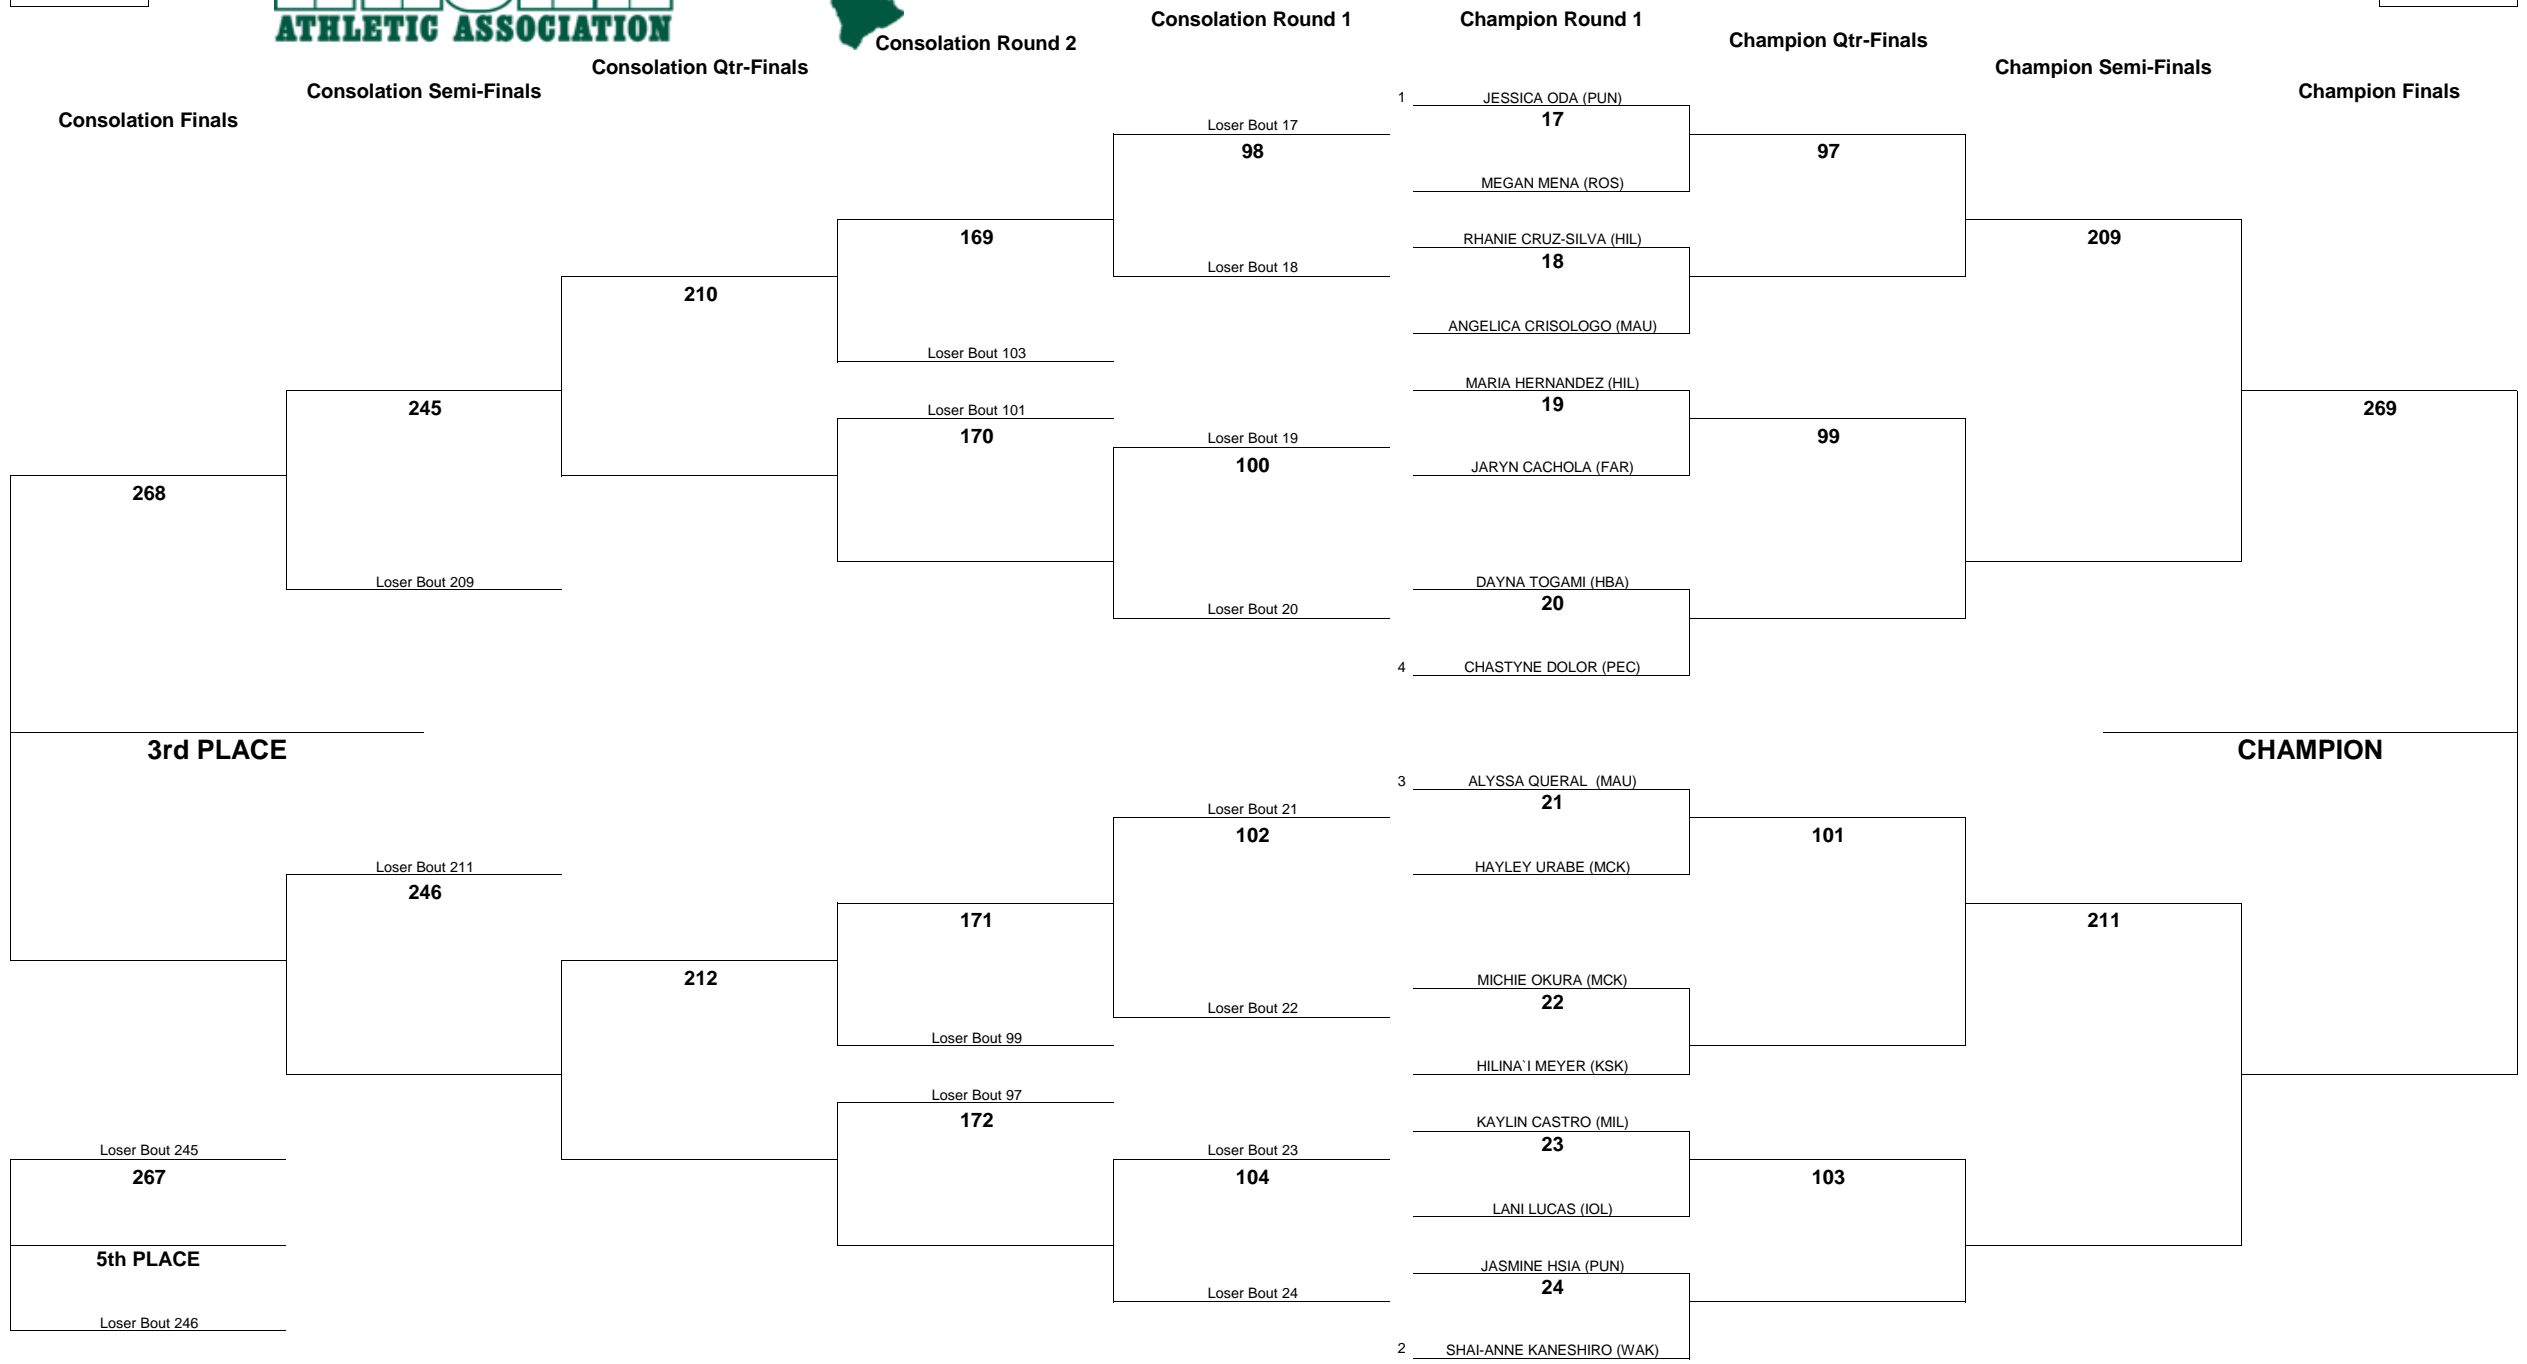 ATHLETIC ASSOCIATION
Consolation Finals
Consolation Semi-Finals
Consolation Qtr-Finals
Consolation Round 2
Consolation Round 1
Champion Round 1
Champion Qtr-Finals
Champion Semi-Finals
Champion Finals
1 JESSICA ODA (PUN)
17
MEGAN MENA (ROS)
RHANIE CRUZ-SILVA (HIL)
18
ANGELICA CRISOLOGO (MAU)
MARIA HERNANDEZ (HIL)
19
JARYN CACHOLA (FAR)
DAYNA TOGAMI (HBA)
20
4 CHASTYNE DOLOR (PEC)
3 ALYSSA QUERAL (MAU)
21
HAYLEY URABE (MCK)
MICHIE OKURA (MCK)
22
HILINA`I MEYER (KSK)
KAYLIN CASTRO (MIL)
23
LANI LUCAS (IOL)
JASMINE HSIA (PUN)
24
2 SHAI-ANNE KANESHIRO (WAK)
97
99
101
103
209
211
269
CHAMPION
Loser Bout 17
98
Loser Bout 18
Loser Bout 19
100
Loser Bout 20
Loser Bout 21
102
Loser Bout 22
Loser Bout 23
104
Loser Bout 24
169
Loser Bout 103
Loser Bout 101
170
171
Loser Bout 99
Loser Bout 97
172
210
212
245
Loser Bout 209
Loser Bout 211
246
268
3rd PLACE
Loser Bout 245
267
5th PLACE
Loser Bout 246